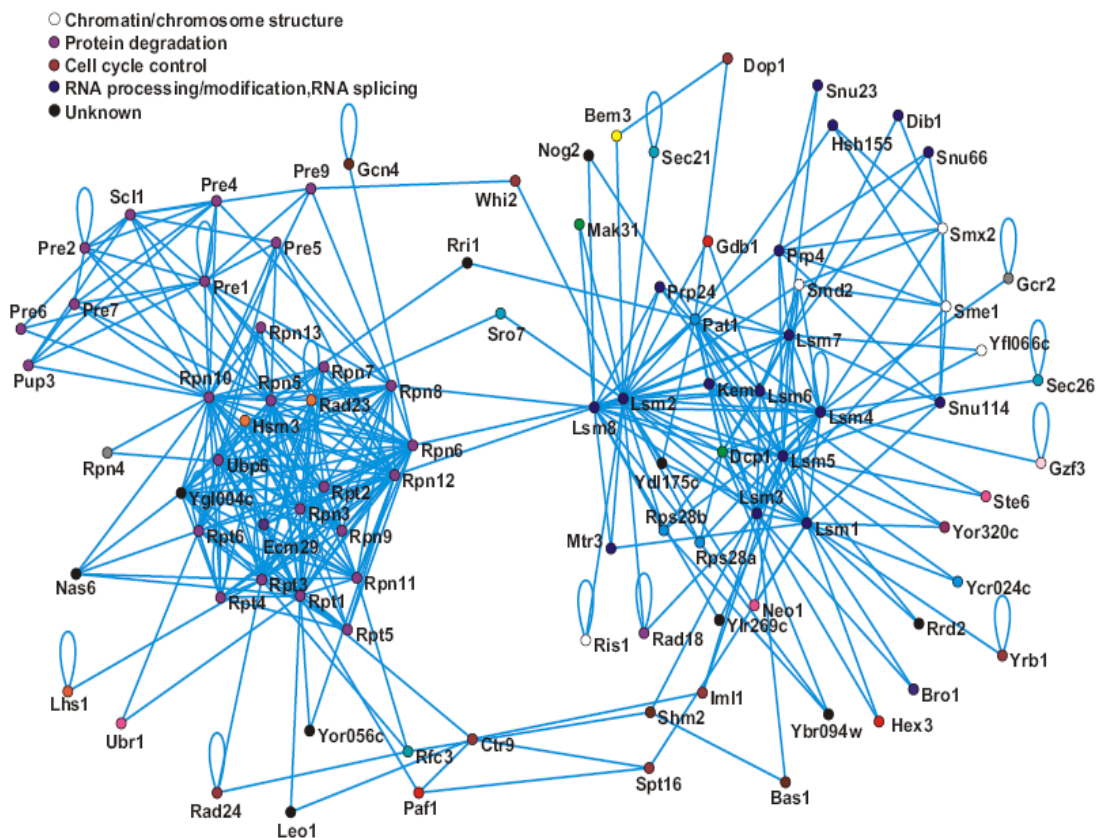 Chromatin/chromosome structure
Protein degradation
Cell cycle control
RNA processing/modification,RNA splicing
Unknown
Dop1
Snu23
Bem3
Dib1
Hsh155
Nog2
Sec21
Snu66
Gcn4
Pre9
Pre4
Scl1
Whi2
Mak31
Smx2
Pre2
Pre5
Rri1
Gdb1
Prp4
Gcr2
Pre1
Prp24
Smd2
Sme1
Pre6
Pre7
Rpn13
Sro7
Pat1
Lsm7
Yfl066c
Pup3
Rpn10
Rpn5
Rpn7
Rpn8
Rad23
Kem1
Lsm6
Sec26
Hsm3
Lsm8
Lsm2
Lsm4
Snu114
Rpn4
Ubp6
Rpn6
Dcp1
Lsm5
Gzf3
Rpn12
Ydl175c
Ygl004c
Rpt2
Lsm3
Ste6
Rpn3
Rps28b
Lsm1
Yor320c
Rpt6
Ecm29
Rpn9
Mtr3
Rps28a
Nas6
Rpt3
Rpn11
Ycr024c
Rpt4
Rpt1
Neo1
Ylr269c
Rpt5
Ris1
Rad18
Rrd2
Yrb1
Lhs1
Iml1
Bro1
Ubr1
Yor056c
Rfc3
Ctr9
Shm2
Ybr094w
Hex3
Rad24
Paf1
Spt16
Bas1
Leo1